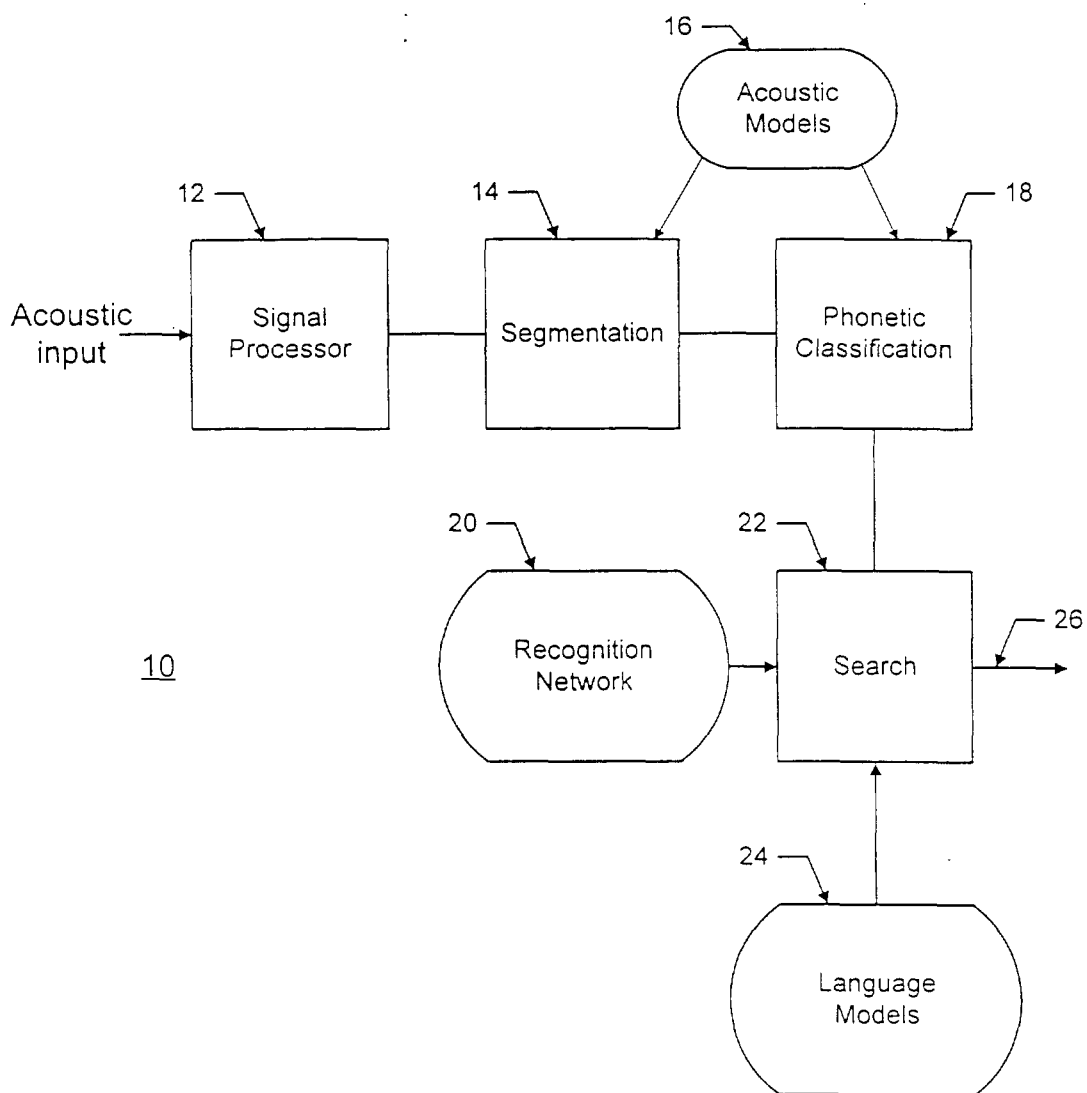 16
Acoustic
Models
12
14
18
Acoustic
input
Signal
Processor
Segmentation
Phonetic
Classification
20
22
26
10
Recognition
Network
Search
24
Language
Models